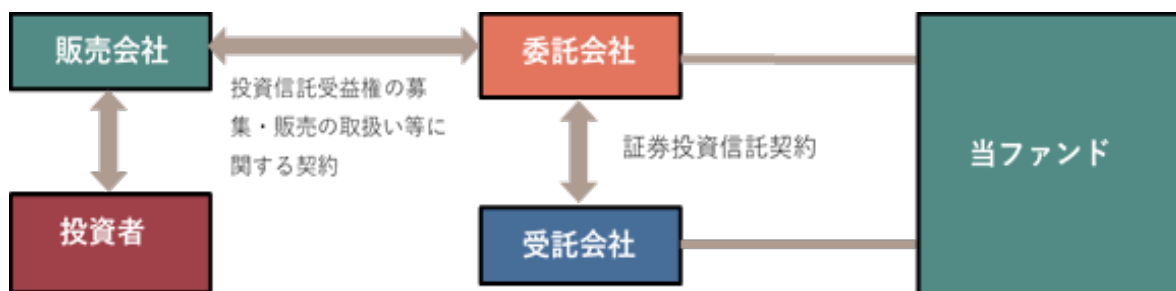 販売会社
委託会社
投資信託受益権の募
集・販売の取扱い等に
関する契約
証券投資信託契約
当ファンド
投資者
受託会社